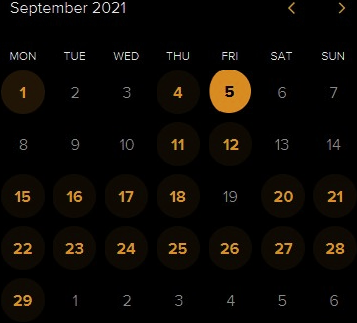 September 2021
MON TUE WED THU FRI SAT SUN
1 2 3 4 5 6 7
8 9 10 11 12 13 14
15 16 17 18 19 20 21
22 23 24 25 26 27 28
29 1 2 3 4 5 6